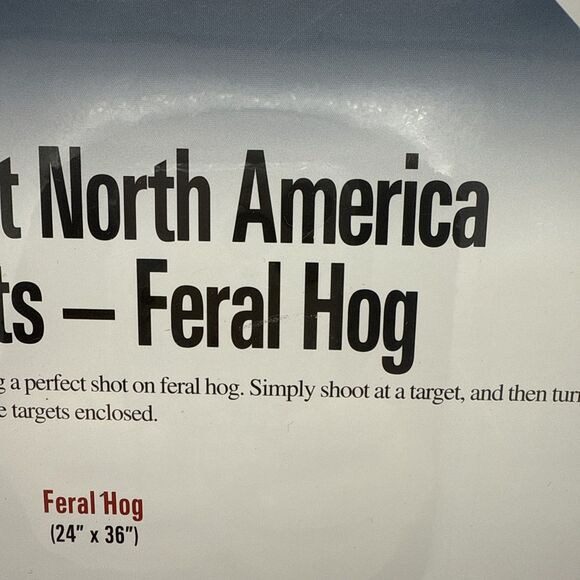 t North America
ts – Feral Hog
g a perfect shot on feral hog. Simply shoot at a target, and then turn
e targets enclosed.
Feral Hog
(24" x 36")